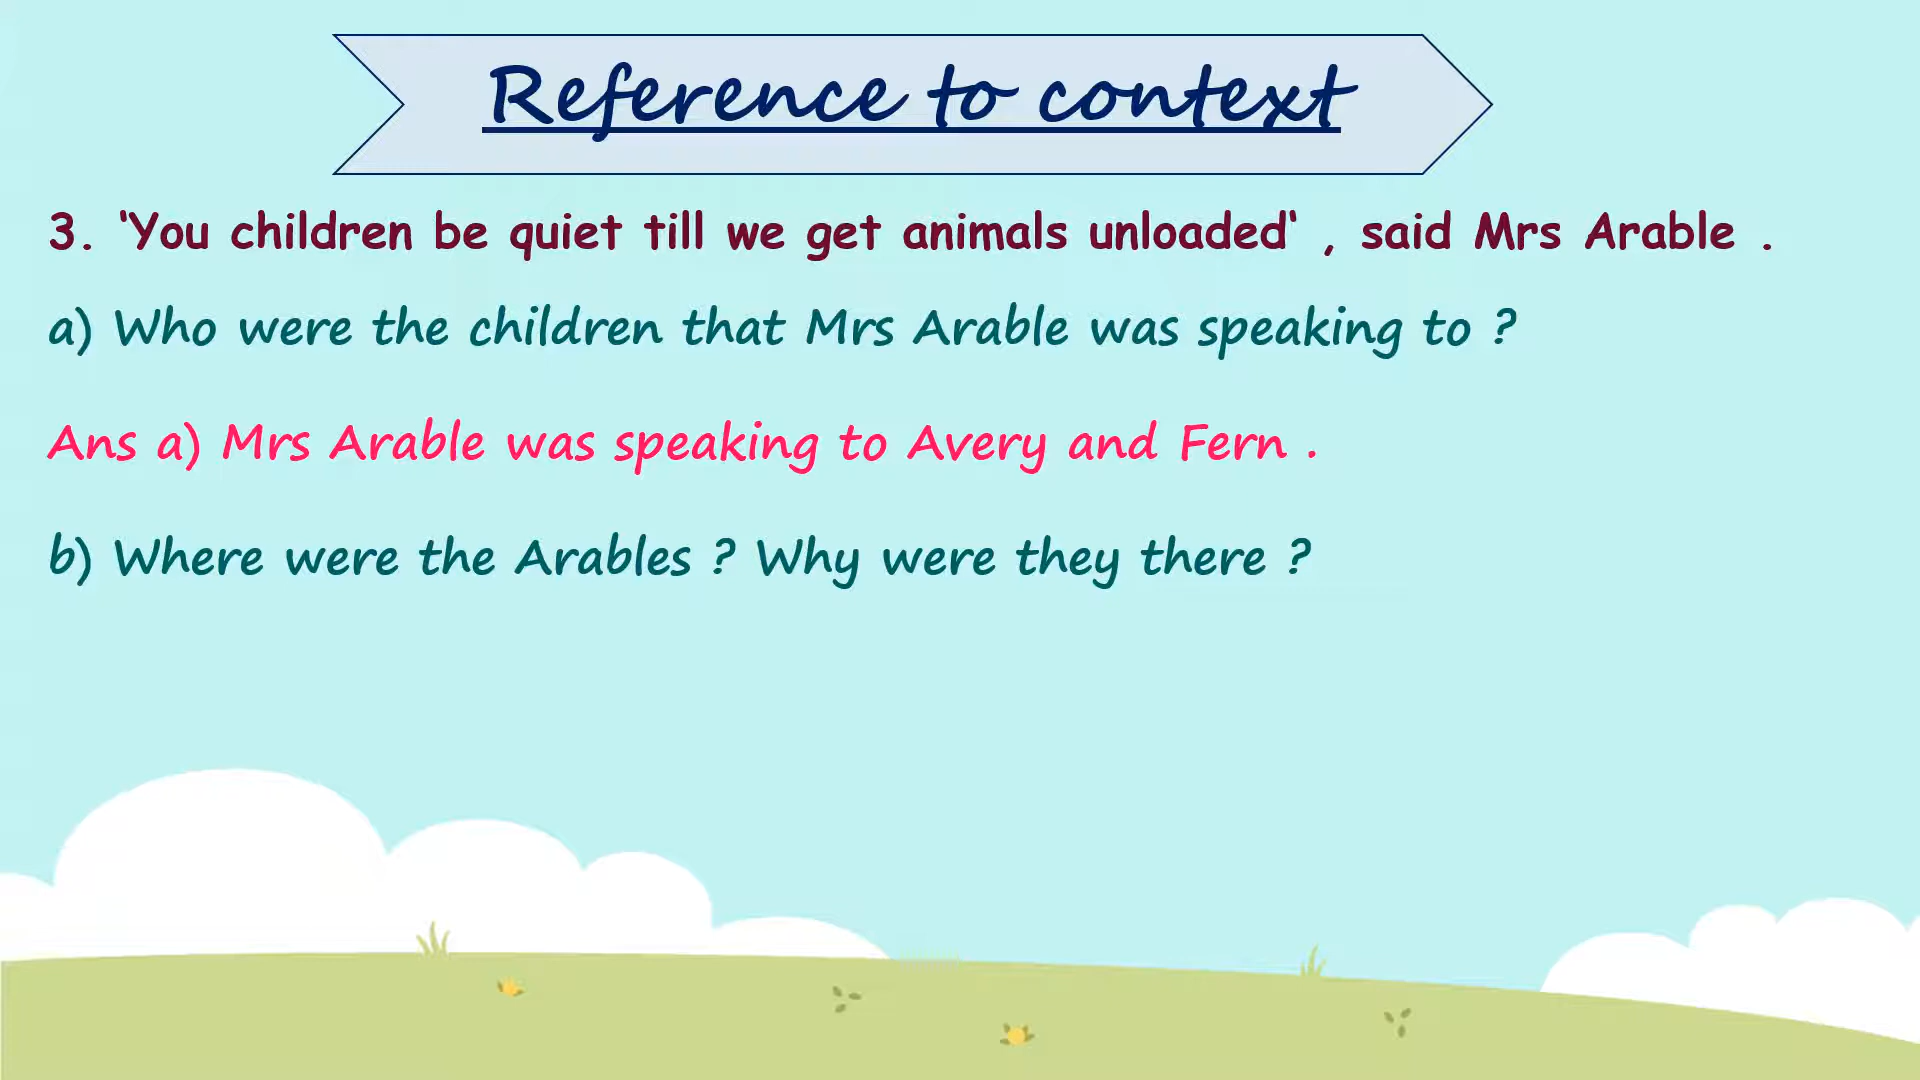 Reference to context
3. ‘You children be quiet till we get animals unloaded‘ , said Mrs Arable .
a) Who were the children that Mrs Arable was speaking to ?
Ans a) Mrs Arable was speaking to Avery and Fern .
b) Where were the Arables ? Why were they there ?